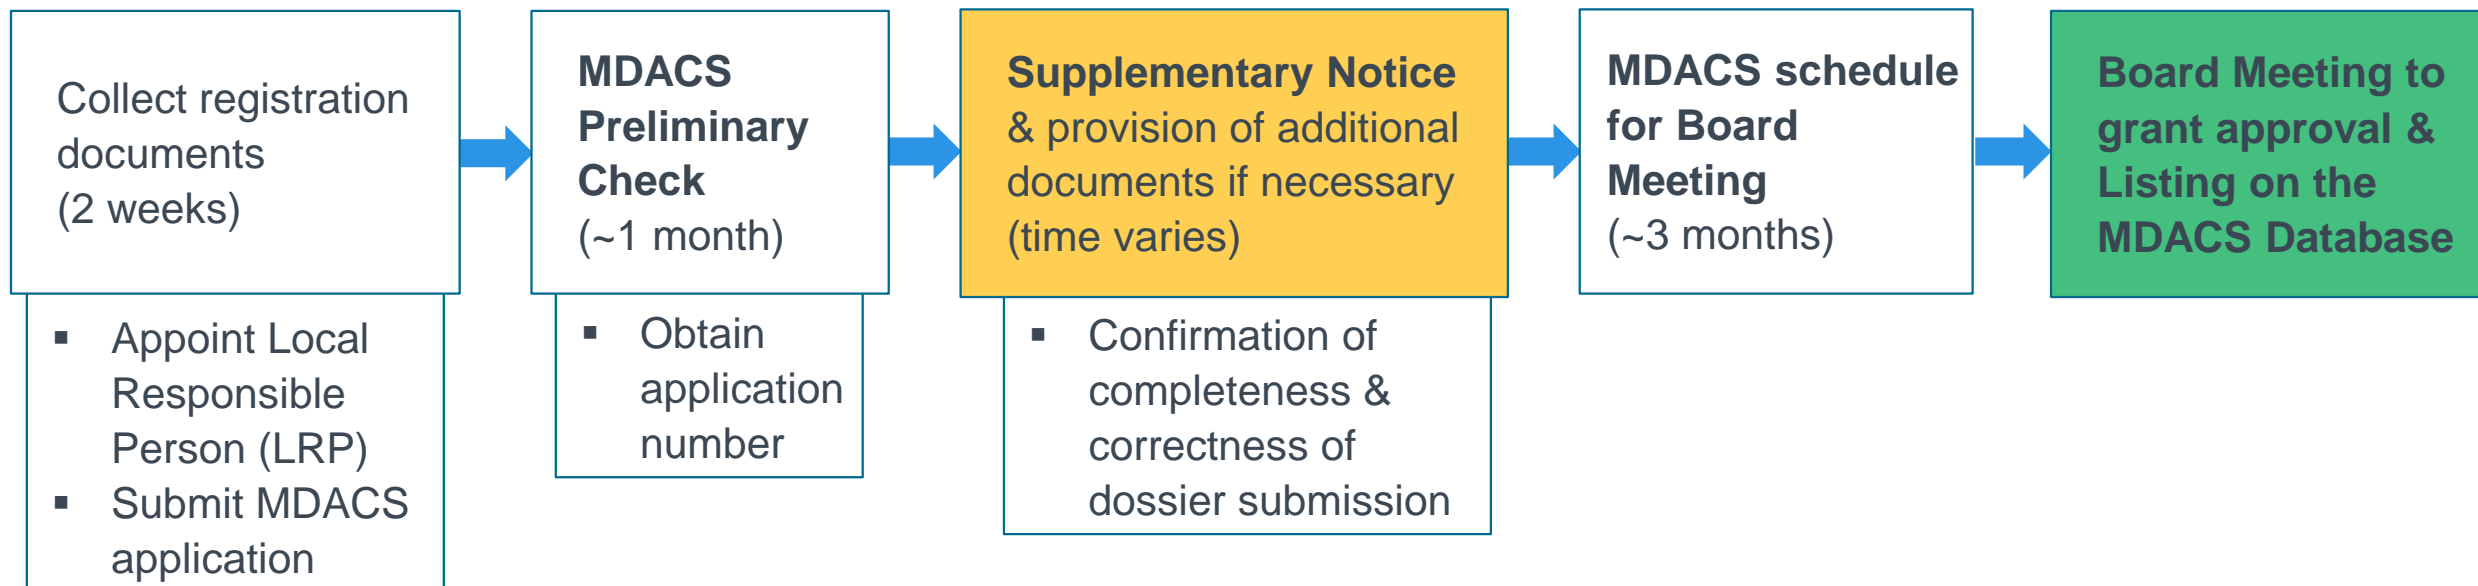 Collect registration
documents
(2 weeks)
▪ Appoint Local
Responsible
Person (LRP)
▪ Submit MDACS
application
MDACS
Preliminary
Check
(~1 month)
▪ Obtain
application
number
Supplementary Notice
& provision of additional
documents if necessary
(time varies)
▪ Confirmation of
completeness &
correctness of
dossier submission
MDACS schedule
for Board
Meeting
(~3 months)
Board Meeting to
grant approval &
Listing on the
MDACS Database